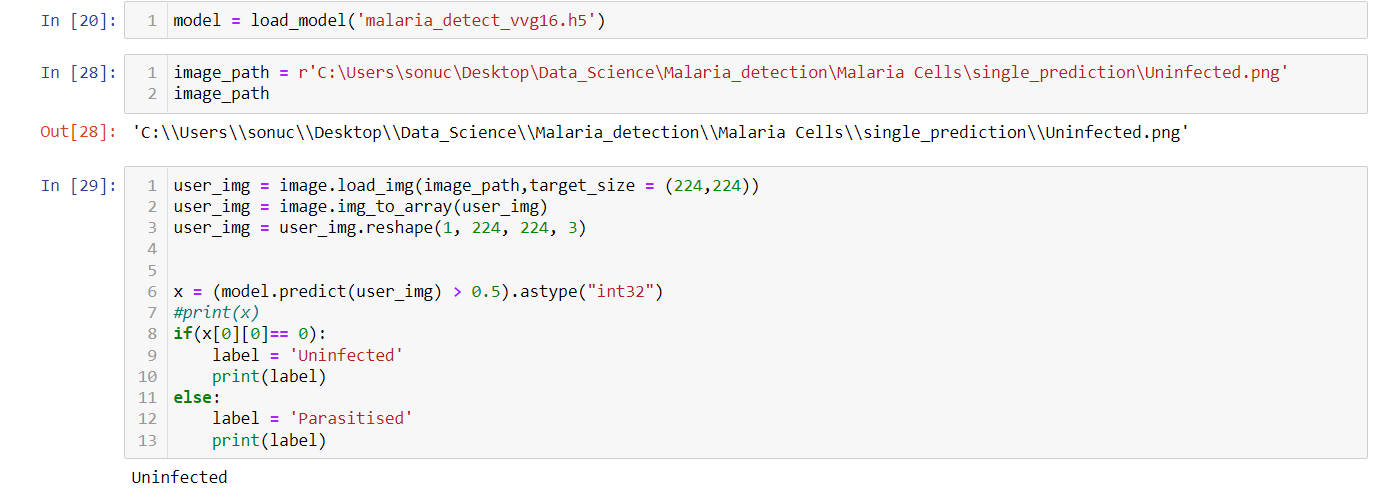 In [20]: 1 model = load_model('malaria_detect_vvg16.h5')
In [28]: 1 image_path = r'C:\Users\sonuc\Desktop\Data_Science\Malaria_detection\Malaria Cells\single_prediction\Uninfected.png'
2 image_path
Out[28]: 'C:\\Users\\sonuc\\Desktop\\Data_Science\\Malaria_detection\\Malaria Cells\\single_prediction\\Uninfected.png'
In [29]: 1 user_img = image.load_img(image_path,target_size = (224,224))
2 user_img = image.img_to_array(user_img)
3 user_img = user_img.reshape(1, 224, 224, 3)
4
5
6 x = (model.predict(user_img) > 0.5).astype("int32")
7 #print(x)
8 if(x[0][0]== 0):
9     label = 'Uninfected'
10     print(label)
11 else:
12     label = 'Parasitised'
13     print(label)
Uninfected